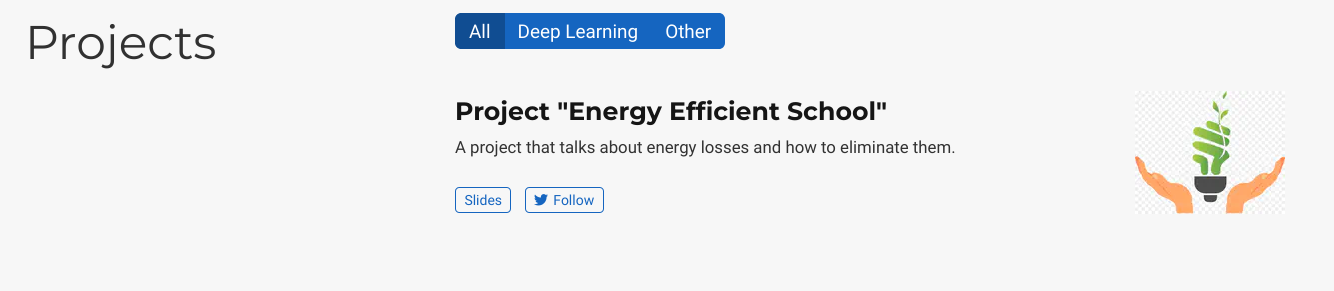 Projects
All Deep Learning Other
Project "Energy Efficient School"
A project that talks about energy losses and how to eliminate them.
Slides Follow